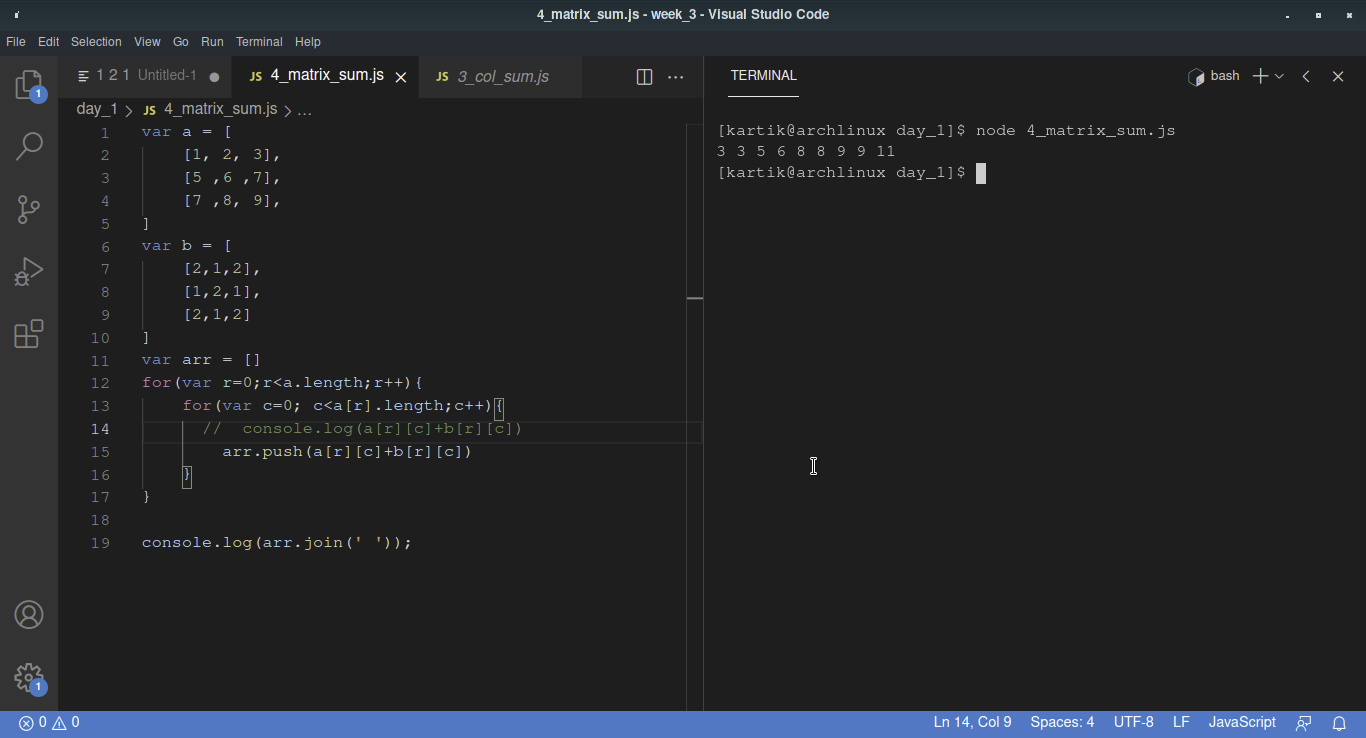 4_matrix_sum.js - week_3 - Visual Studio Code
File Edit Selection View Go Run Terminal Help
1 2 1 Untitled-1
JS 4_matrix_sum.js
JS 3_col_sum.js
day_1 > JS 4_matrix_sum.js > ...
1 var a = [
2     [1, 2, 3],
3     [5 ,6 ,7],
4     [7 ,8, 9],
5 ]
6 var b = [
7     [2,1,2],
8     [1,2,1],
9     [2,1,2]
10 ]
11 var arr = []
12 for(var r=0;r<a.length;r++){
13     for(var c=0; c<a[r].length;c++){
14       //  console.log(a[r][c]+b[r][c])
15         arr.push(a[r][c]+b[r][c])
16     }
17 }
18
19 console.log(arr.join(' '));
TERMINAL
bash
[kartik@archlinux day_1]$ node 4_matrix_sum.js
3 3 5 6 8 8 9 9 11
[kartik@archlinux day_1]$
1
1
0 0
Ln 14, Col 9 Spaces: 4 UTF-8 LF JavaScript